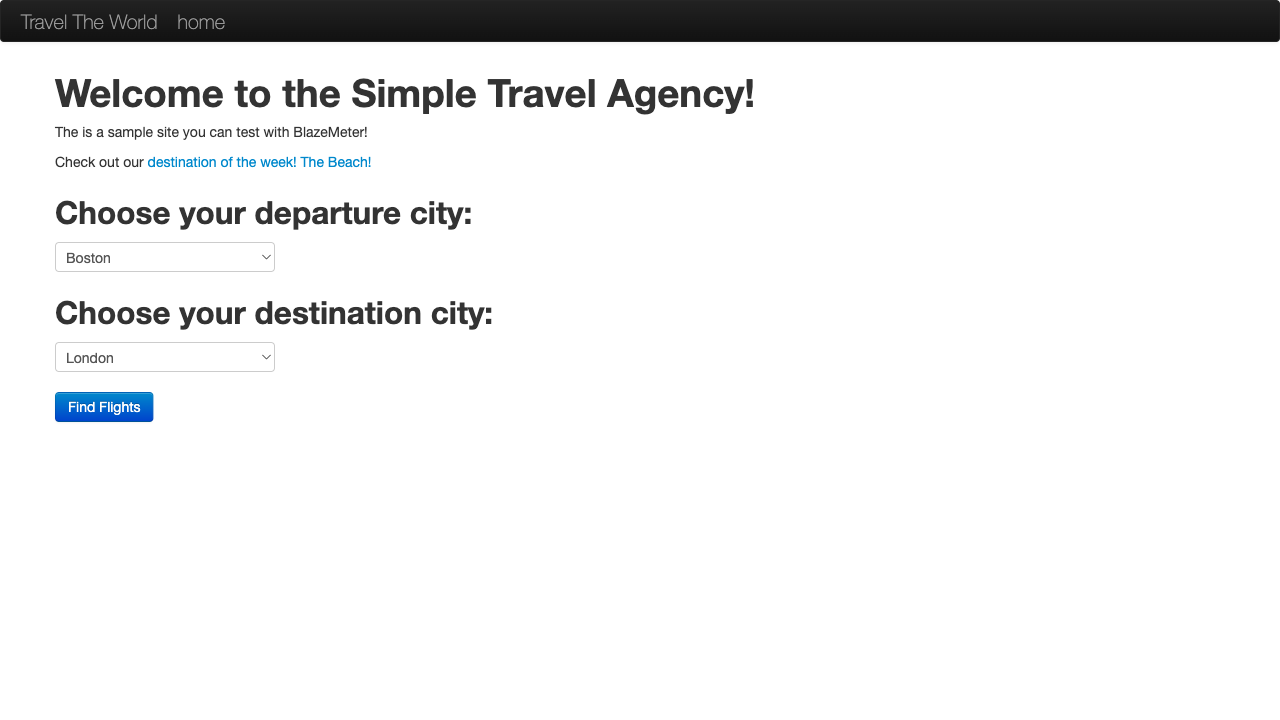 Travel The World home
Welcome to the Simple Travel Agency!
The is a sample site you can test with BlazeMeter!
Check out our destination of the week! The Beach!
Choose your departure city:
Boston
Choose your destination city:
London
Find Flights